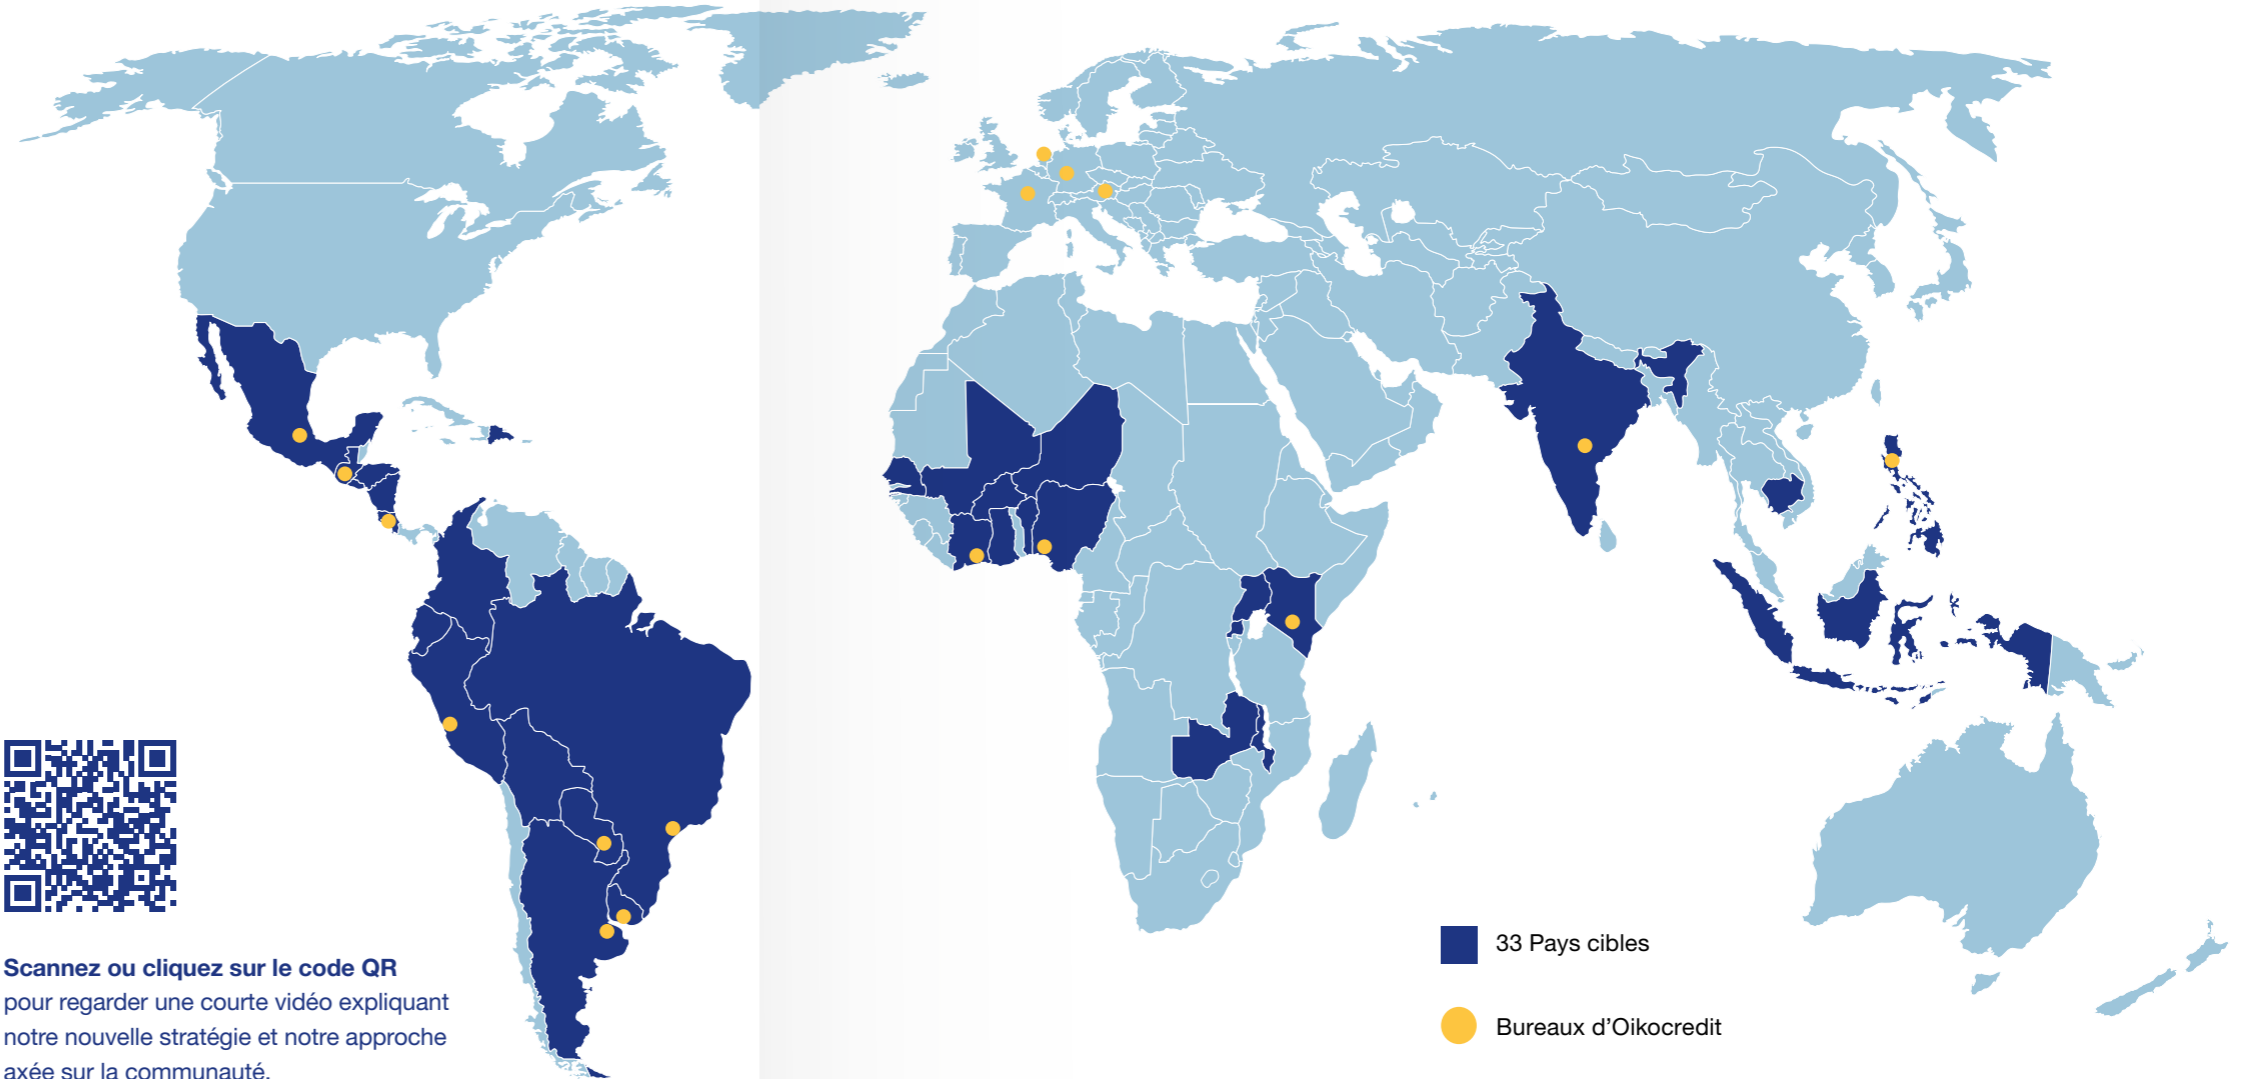 Scannez ou cliquez sur le code QR
pour regarder une courte vidéo expliquant
notre nouvelle stratégie et notre approche
axée sur la communauté.
33 Pays cibles
Bureaux d’Oikocredit